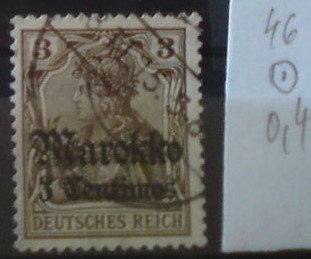 3 3
Marokko
3 Centimos
DEUTSCHES REICH
46
0,4